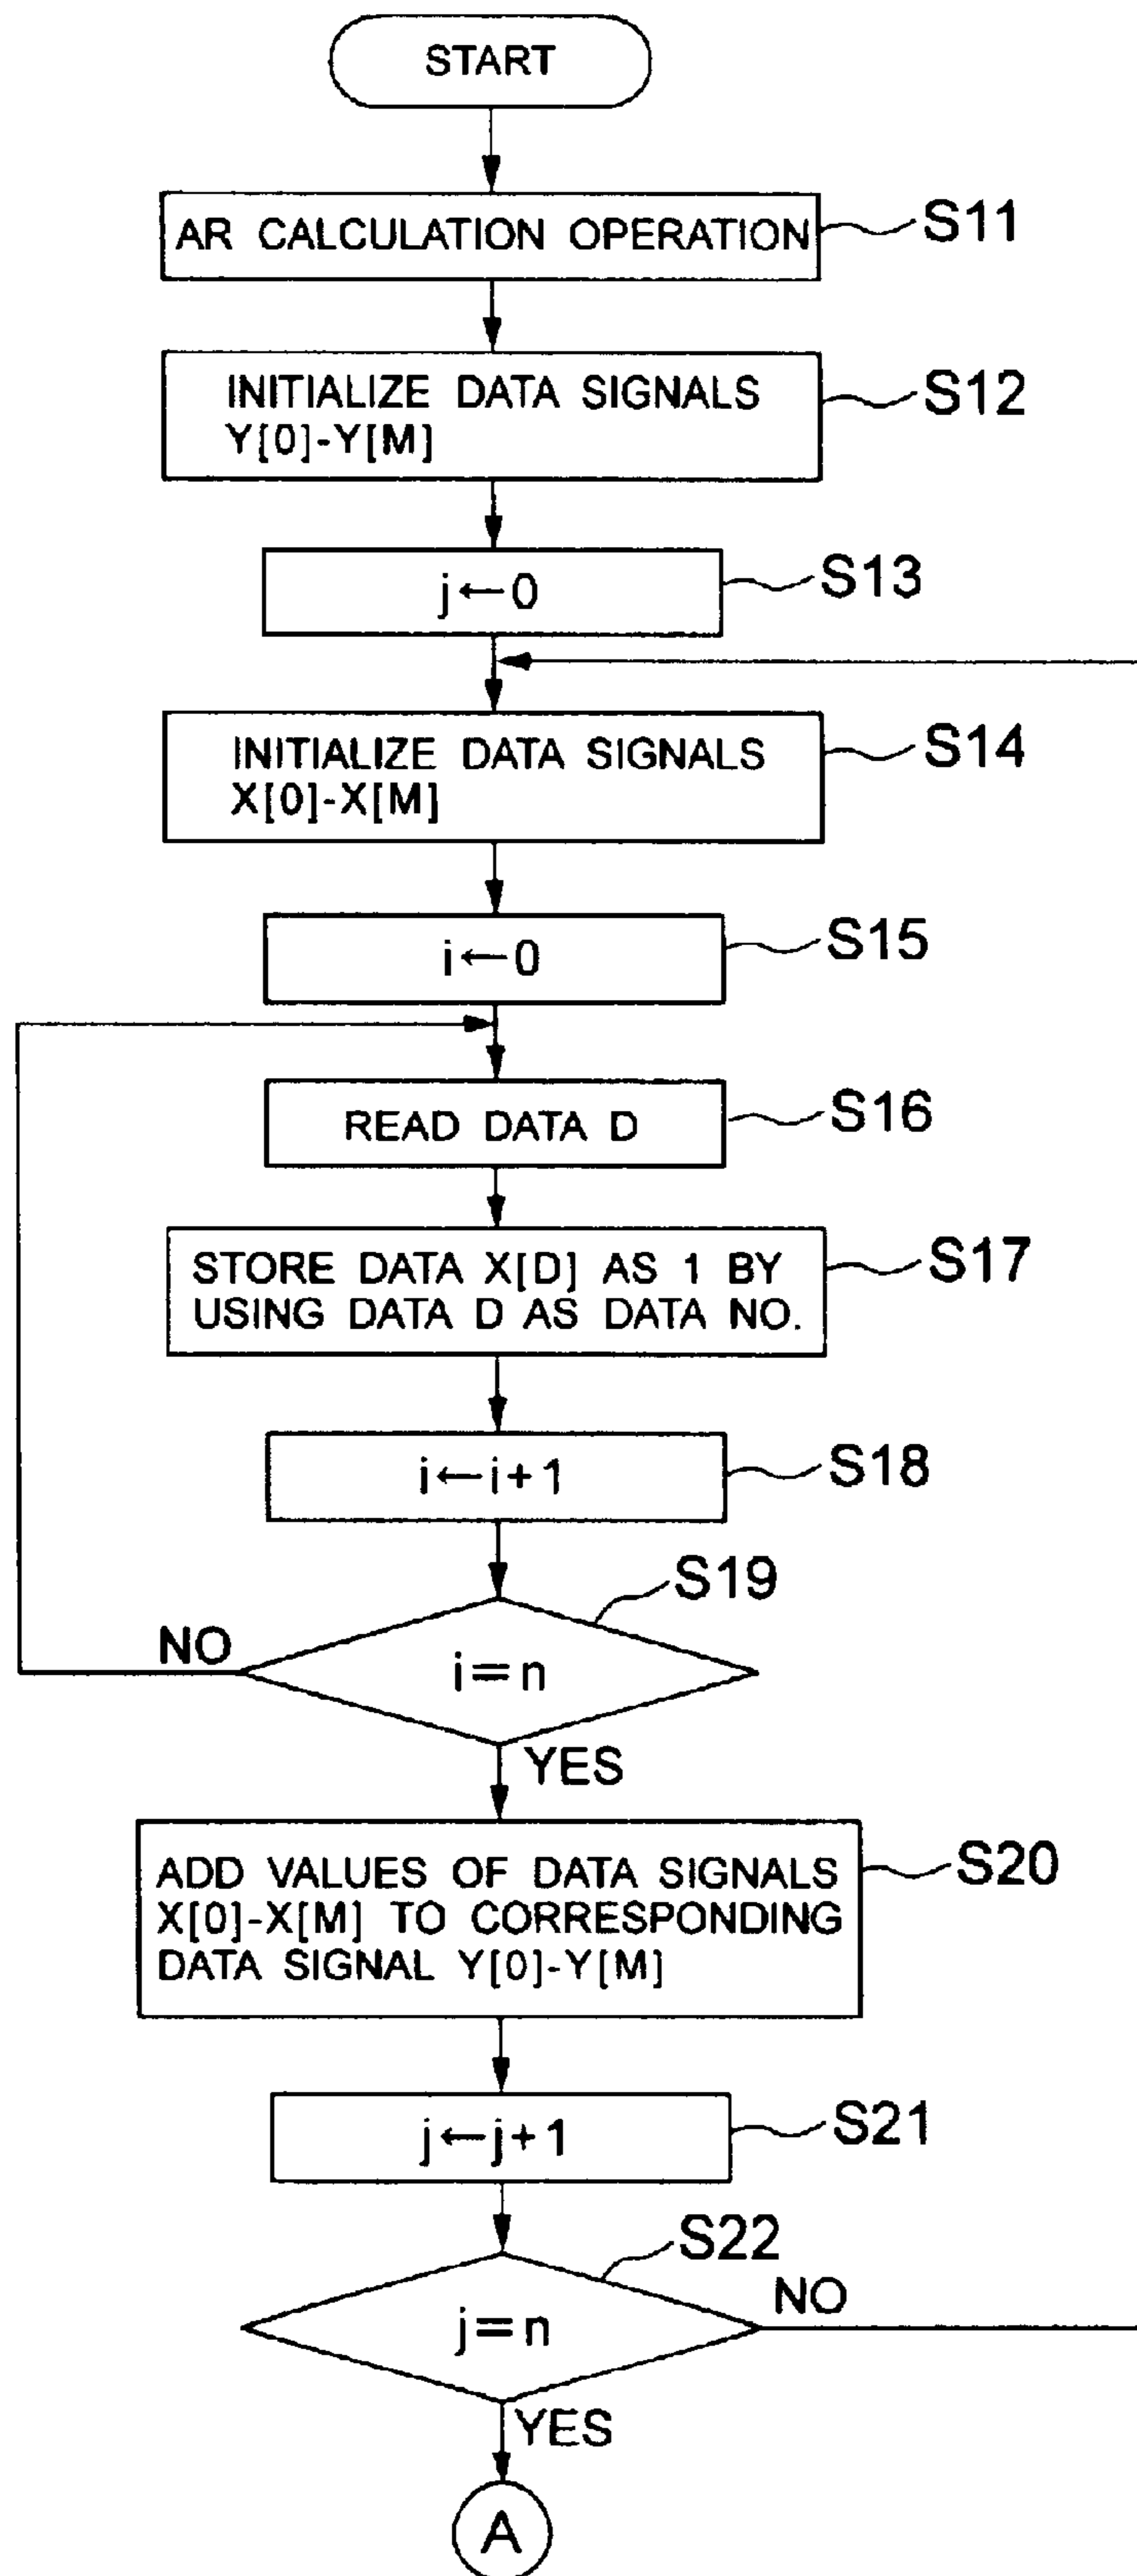 START
AR CALCULATION OPERATION
S11
INITIALIZE DATA SIGNALS
Y[0]-Y[M]
S12
j←0
S13
INITIALIZE DATA SIGNALS
X[0]-X[M]
S14
i←0
S15
READ DATA D
S16
STORE DATA X[D] AS 1 BY
USING DATA D AS DATA NO.
S17
i←i+1
S18
S19
NO
i=n
YES
ADD VALUES OF DATA SIGNALS
X[0]-X[M] TO CORRESPONDING
DATA SIGNAL Y[0]-Y[M]
S20
j←j+1
S21
S22
NO
j=n
YES
A